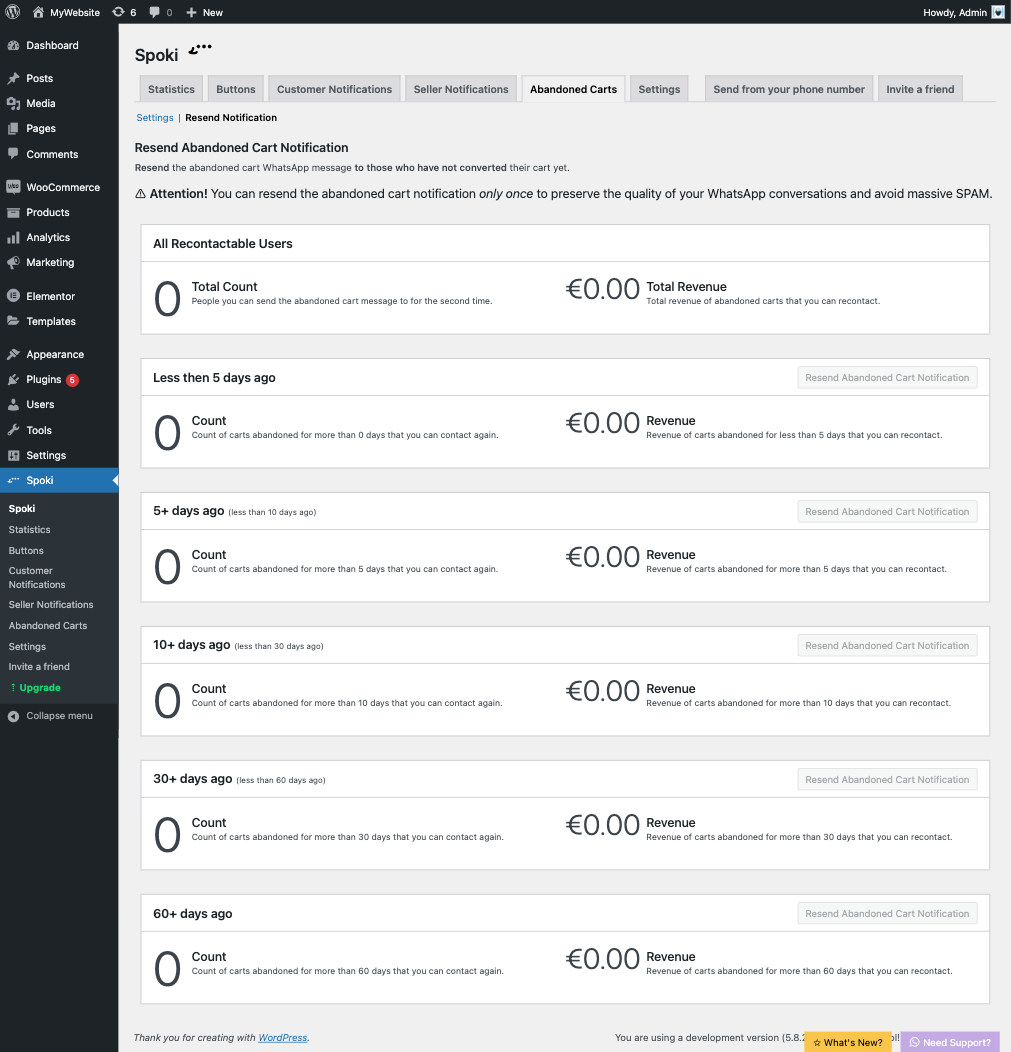 MyWebsite 6 0 New Howdy, Admin
Dashboard
Posts
Media
Pages
Comments
WooCommerce
Products
Analytics
Marketing
Elementor
Templates
Appearance
Plugins 5
Users
Tools
Settings
Spoki
Spoki
Statistics
Buttons
Customer
Notifications
Seller Notifications
Abandoned Carts
Settings
Invite a friend
↑ Upgrade
Collapse menu
Spoki
Statistics Buttons Customer Notifications Seller Notifications Abandoned Carts Settings Send from your phone number Invite a friend
Settings | Resend Notification
Resend Abandoned Cart Notification
Resend the abandoned cart WhatsApp message to those who have not converted their cart yet.
⚠ Attention! You can resend the abandoned cart notification only once to preserve the quality of your WhatsApp conversations and avoid massive SPAM.
All Recontactable Users
0 Total Count €0.00 Total Revenue
People you can send the abandoned cart message to for the second time. Total revenue of abandoned carts that you can recontact.
Less then 5 days ago Resend Abandoned Cart Notification
0 Count €0.00 Revenue
Count of carts abandoned for more than 0 days that you can contact again. Revenue of carts abandoned for less than 5 days that you can recontact.
5+ days ago (less than 10 days ago) Resend Abandoned Cart Notification
0 Count €0.00 Revenue
Count of carts abandoned for more than 5 days that you can contact again. Revenue of carts abandoned for more than 5 days that you can recontact.
10+ days ago (less than 30 days ago) Resend Abandoned Cart Notification
0 Count €0.00 Revenue
Count of carts abandoned for more than 10 days that you can contact again. Revenue of carts abandoned for more than 10 days that you can recontact.
30+ days ago (less than 60 days ago) Resend Abandoned Cart Notification
0 Count €0.00 Revenue
Count of carts abandoned for more than 30 days that you can contact again. Revenue of carts abandoned for more than 30 days that you can recontact.
60+ days ago Resend Abandoned Cart Notification
0 Count €0.00 Revenue
Count of carts abandoned for more than 60 days that you can contact again. Revenue of carts abandoned for more than 60 days that you can recontact.
Thank you for creating with WordPress. You are using a development version (5.8. ☆ What's New? Need Support?